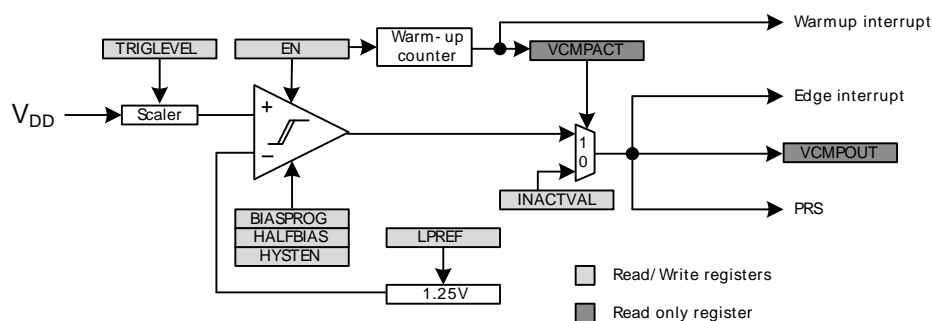 Warmup interrupt
TRIGLEVEL
EN
Warm- up
counter
VCMPACT
VDD
Scaler
+
−
Edge interrupt
1
0
VCMPOUT
INACTVAL
PRS
BIASPROG
HALFBIAS
HYSTEN
LPREF
1.25V
Read/ Write registers
Read only register